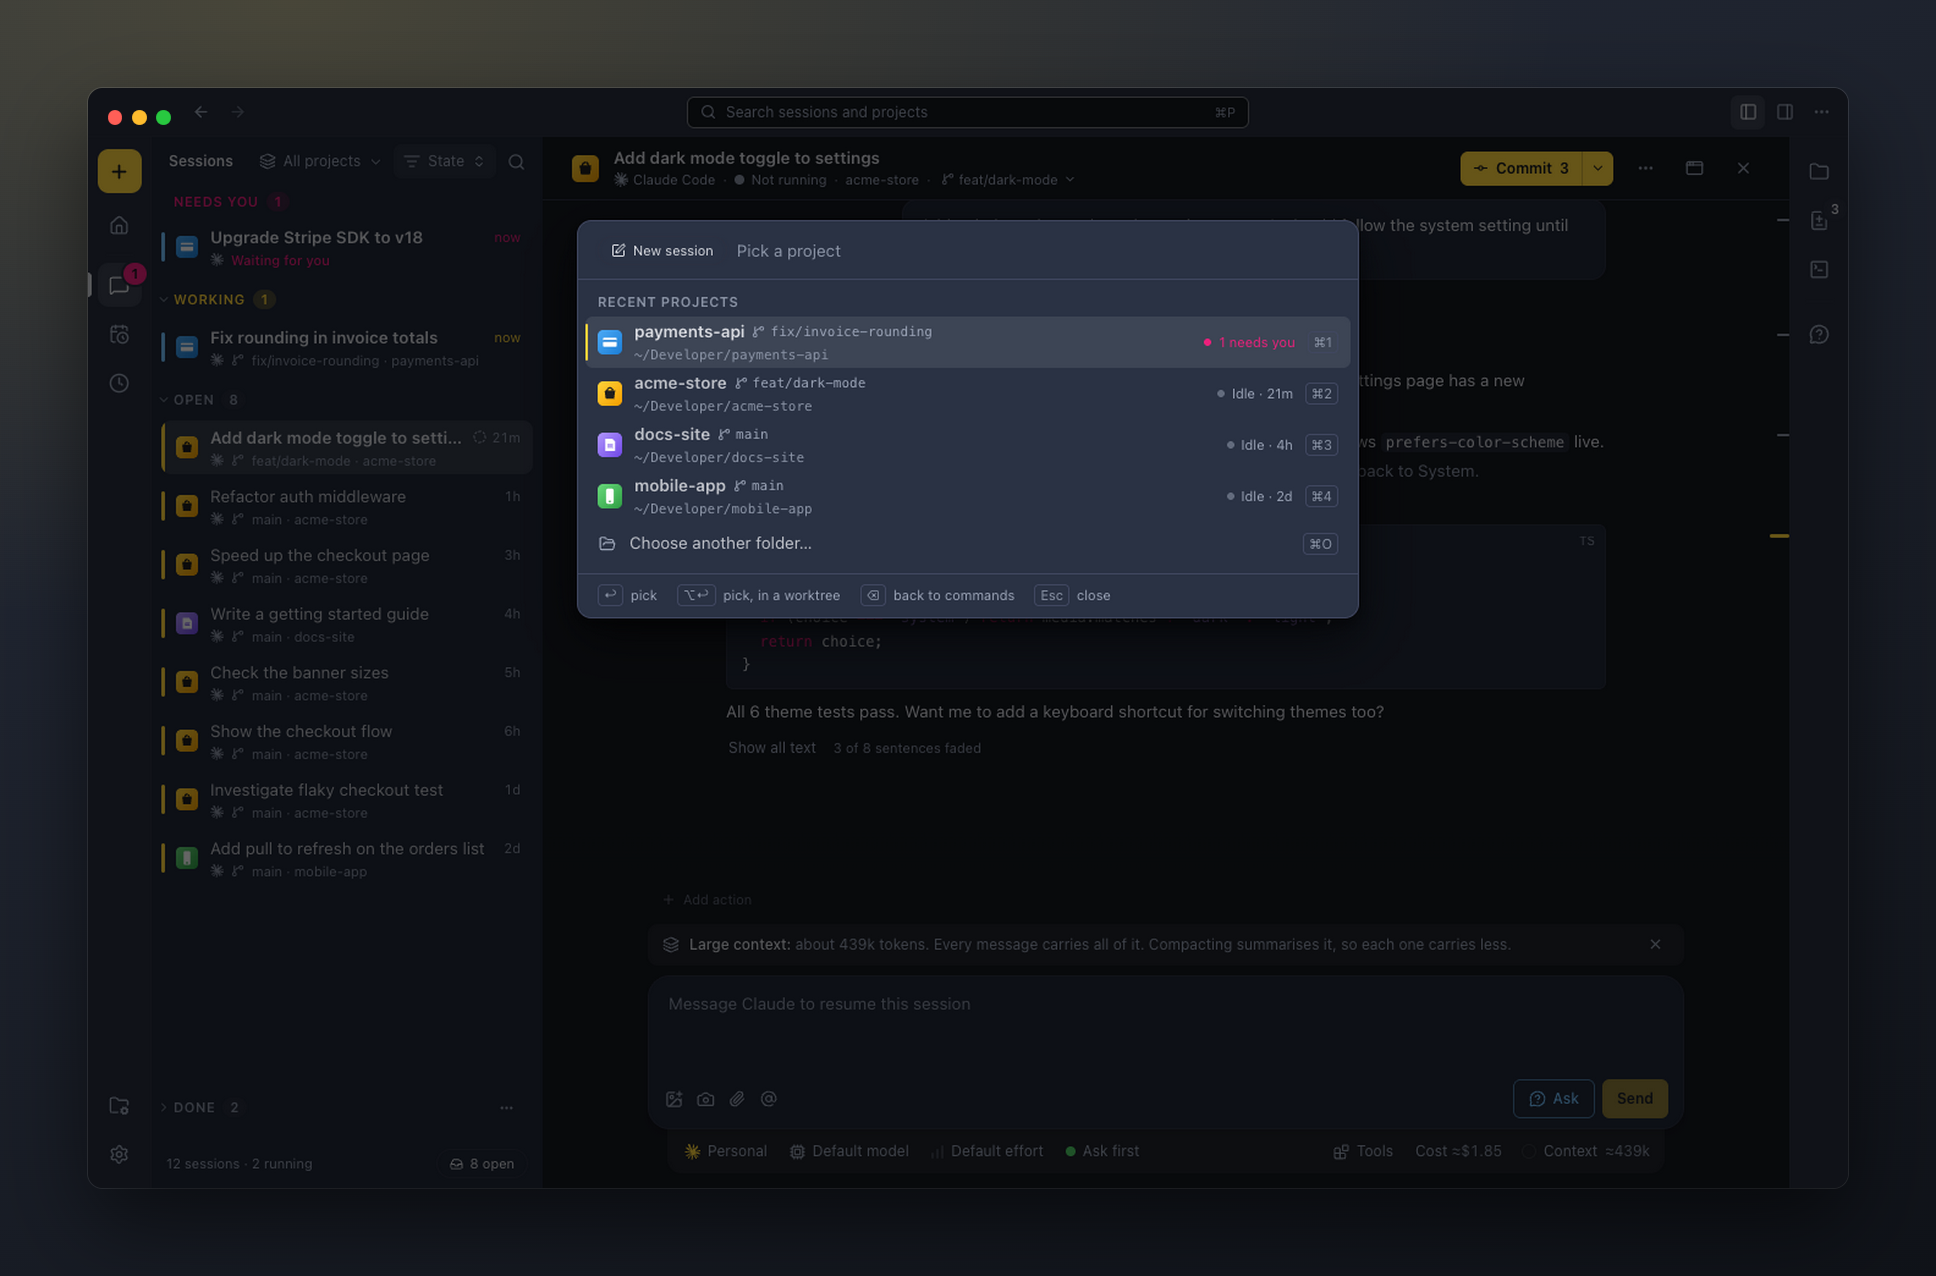 Search sessions and projects ⌘P
Sessions All projects State
NEEDS YOU 1
Upgrade Stripe SDK to v18 now
Waiting for you
1
WORKING 1
Fix rounding in invoice totals now
fix/invoice-rounding · payments-api
OPEN 8
Add dark mode toggle to setti... 21m
feat/dark-mode · acme-store
Refactor auth middleware 1h
main · acme-store
Speed up the checkout page 3h
main · acme-store
Write a getting started guide 4h
main · docs-site
Check the banner sizes 5h
main · acme-store
Show the checkout flow 6h
main · acme-store
Investigate flaky checkout test 1d
main · acme-store
Add pull to refresh on the orders list 2d
main · mobile-app
DONE 2
12 sessions · 2 running 8 open
Add dark mode toggle to settings
Claude Code · Not running · acme-store · feat/dark-mode
Commit 3
3
llow the system setting until
New session Pick a project
RECENT PROJECTS
payments-api fix/invoice-rounding
~/Developer/payments-api
1 needs you ⌘1
acme-store feat/dark-mode
~/Developer/acme-store
Idle · 21m ⌘2
docs-site main
~/Developer/docs-site
Idle · 4h ⌘3
mobile-app main
~/Developer/mobile-app
Idle · 2d ⌘4
Choose another folder... ⌘O
↩ pick ⌥↩ pick, in a worktree ⌫ back to commands Esc close
ttings page has a new
ws prefers-color-scheme live.
back to System.
TS
return choice;
}
All 6 theme tests pass. Want me to add a keyboard shortcut for switching themes too?
Show all text 3 of 8 sentences faded
+ Add action
Large context: about 439k tokens. Every message carries all of it. Compacting summarises it, so each one carries less.
Message Claude to resume this session
Ask Send
Personal Default model Default effort Ask first Tools Cost ≈$1.85 Context ≈439k